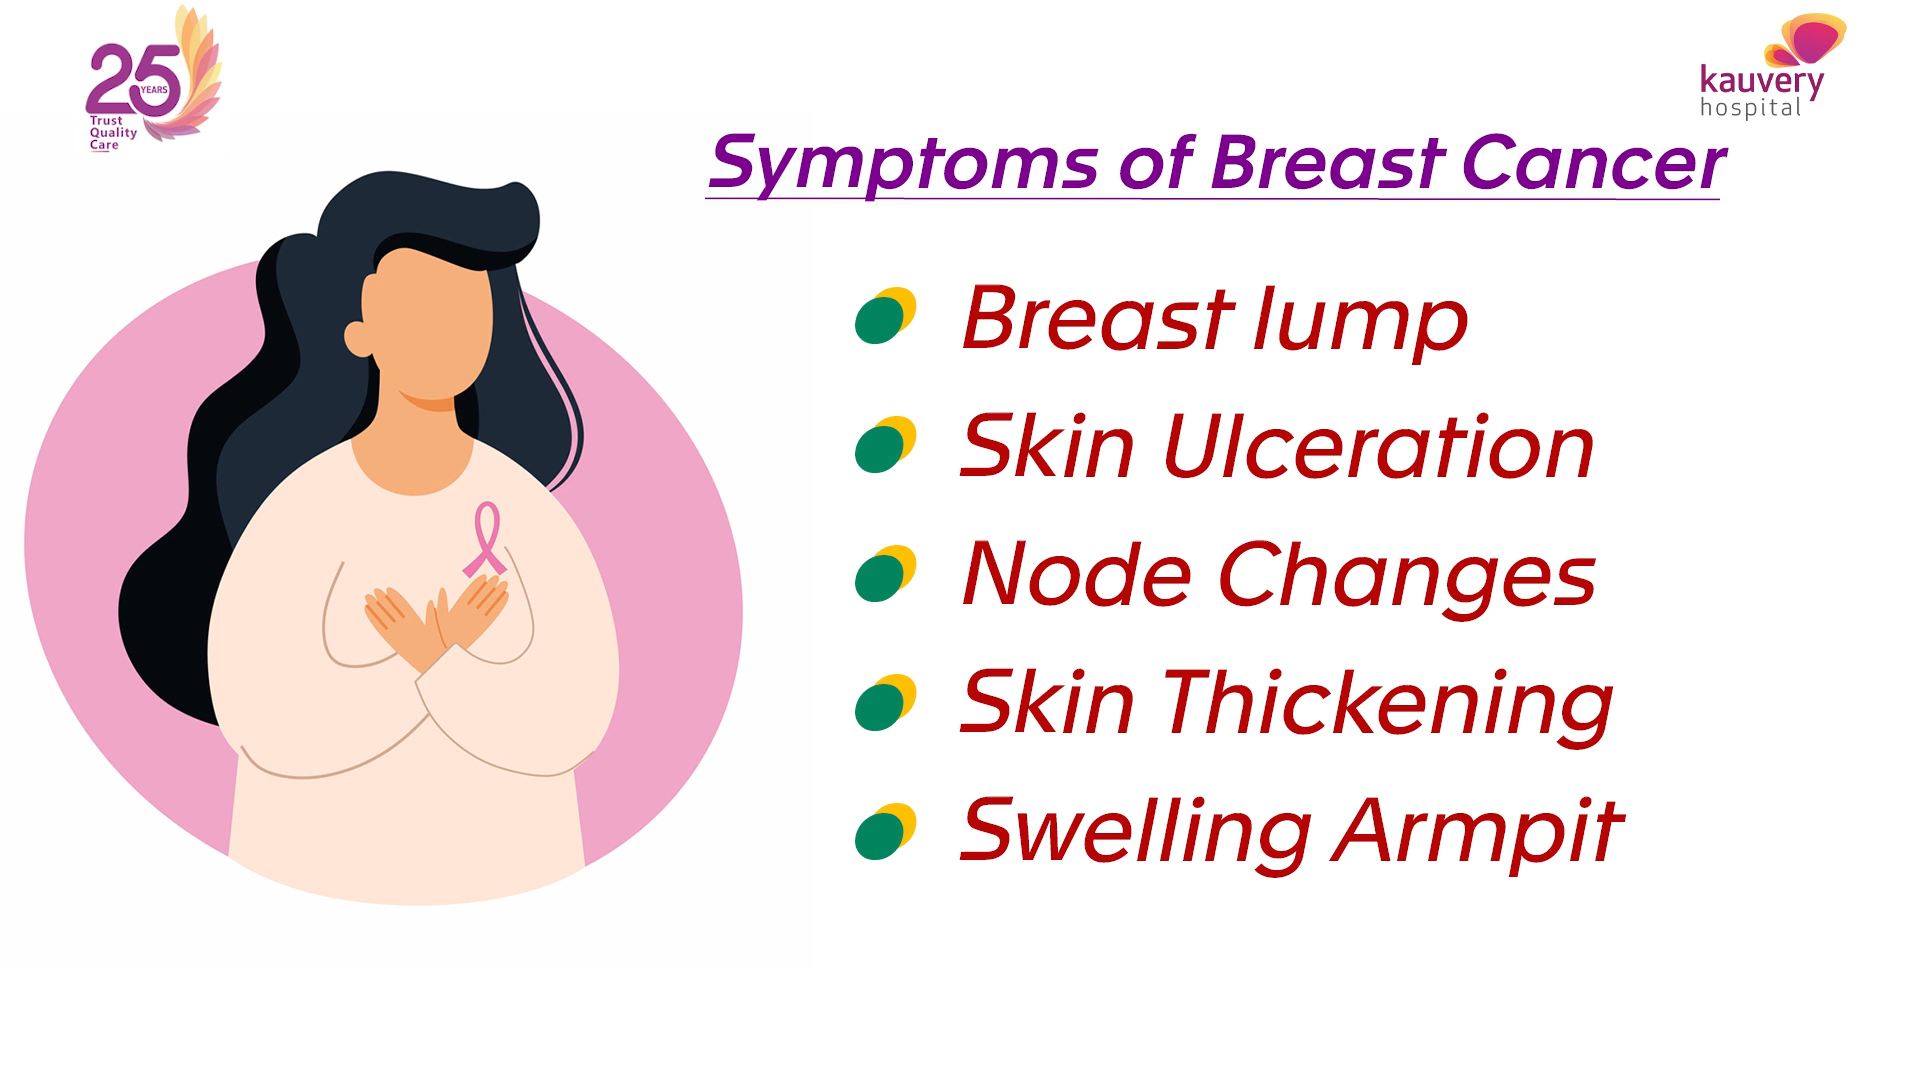 25
YEARS
Trust
Quality
Care
kauvery
hospital
Symptoms of Breast Cancer
Breast lump
Skin Ulceration
Node Changes
Skin Thickening
Swelling Armpit